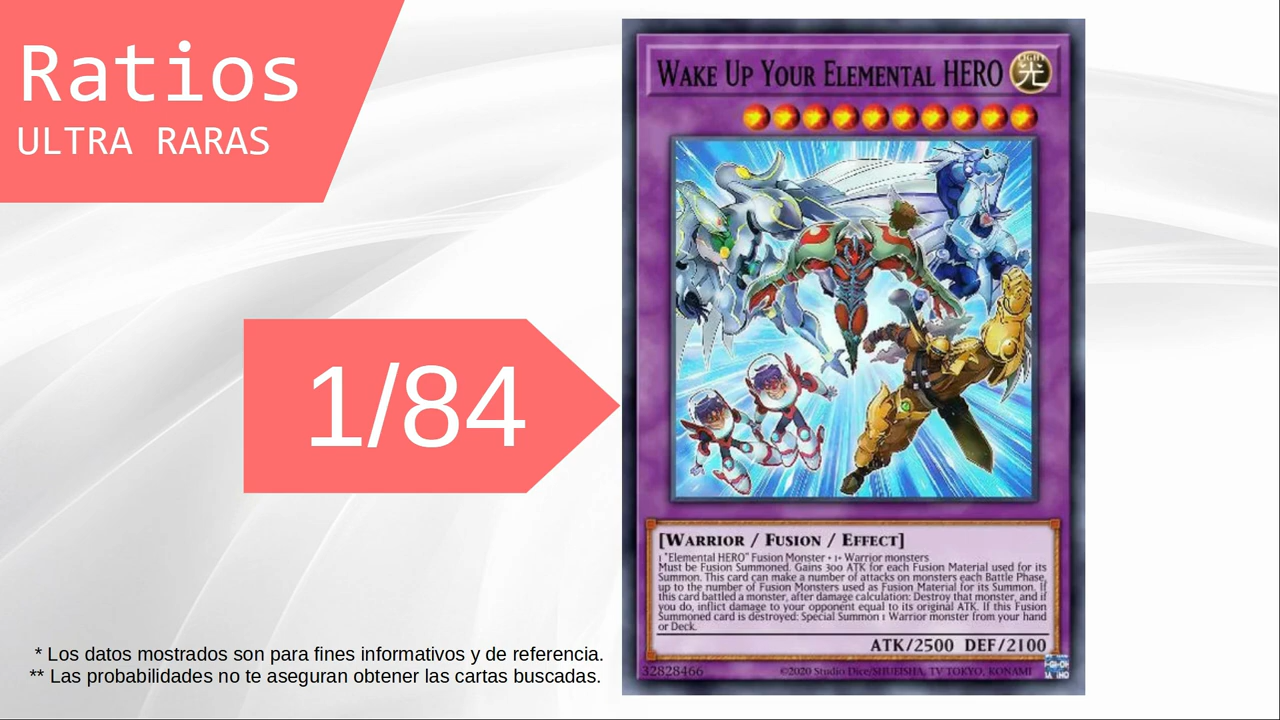 Ratios
ULTRA RARAS
1/84
* Los datos mostrados son para fines informativos y de referencia.
** Las probabilidades no te aseguran obtener las cartas buscadas.
WAKE UP YOUR ELEMENTAL HERO
LIGHT
光
[WARRIOR / FUSION / EFFECT]
1 "Elemental HERO" Fusion Monster + 1+ Warrior monsters
Must be Fusion Summoned. Gains 300 ATK for each Fusion Material used for its
Summon. This card can make a number of attacks on monsters each Battle Phase,
up to the number of Fusion Monsters used as Fusion Material for its Summon. If
this card battled a monster, after damage calculation: Destroy that monster, and if
you do, inflict damage to your opponent equal to its original ATK. If this Fusion
Summoned card is destroyed: Special Summon 1 Warrior monster from your hand
or Deck.
ATK/2500 DEF/2100
32828466
©2020 Studio Dice/SHUEISHA, TV TOKYO, KONAMI